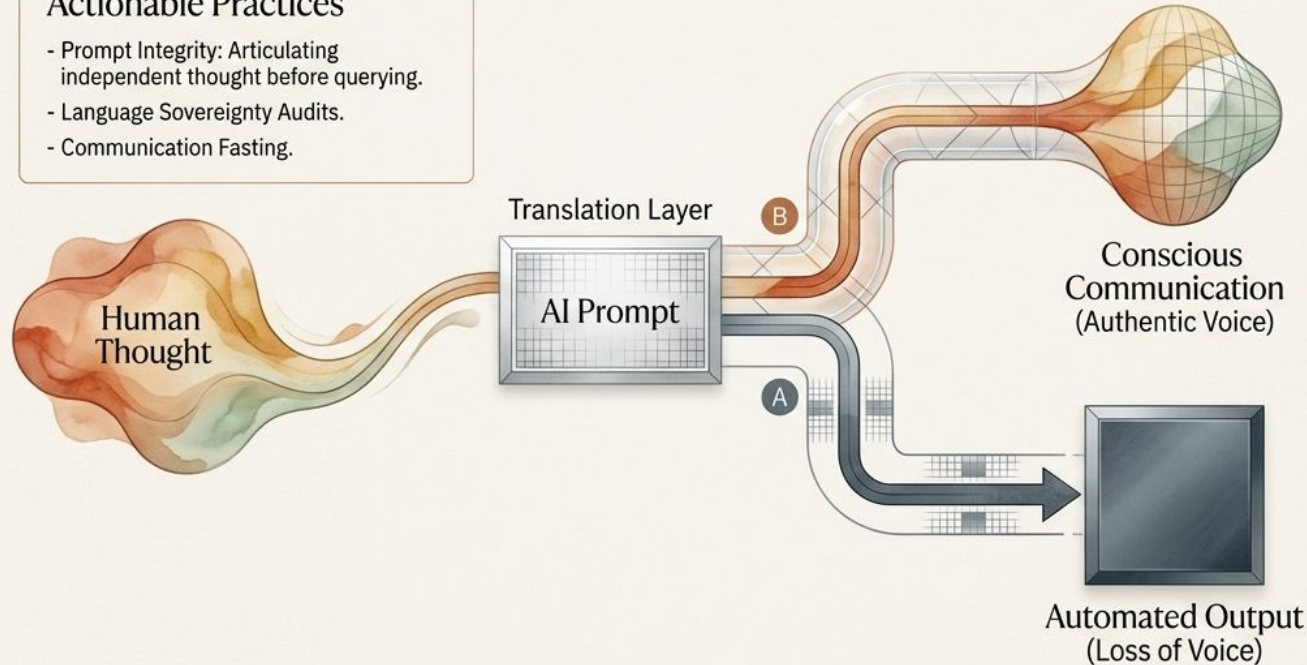 Actionable Practices
- Prompt Integrity: Articulating
independent thought before querying.
- Language Sovereignty Audits.
- Communication Fasting.
Translation Layer
B
Human
Thought
AI Prompt
Conscious
Communication
(Authentic Voice)
A
Automated Output
(Loss of Voice)